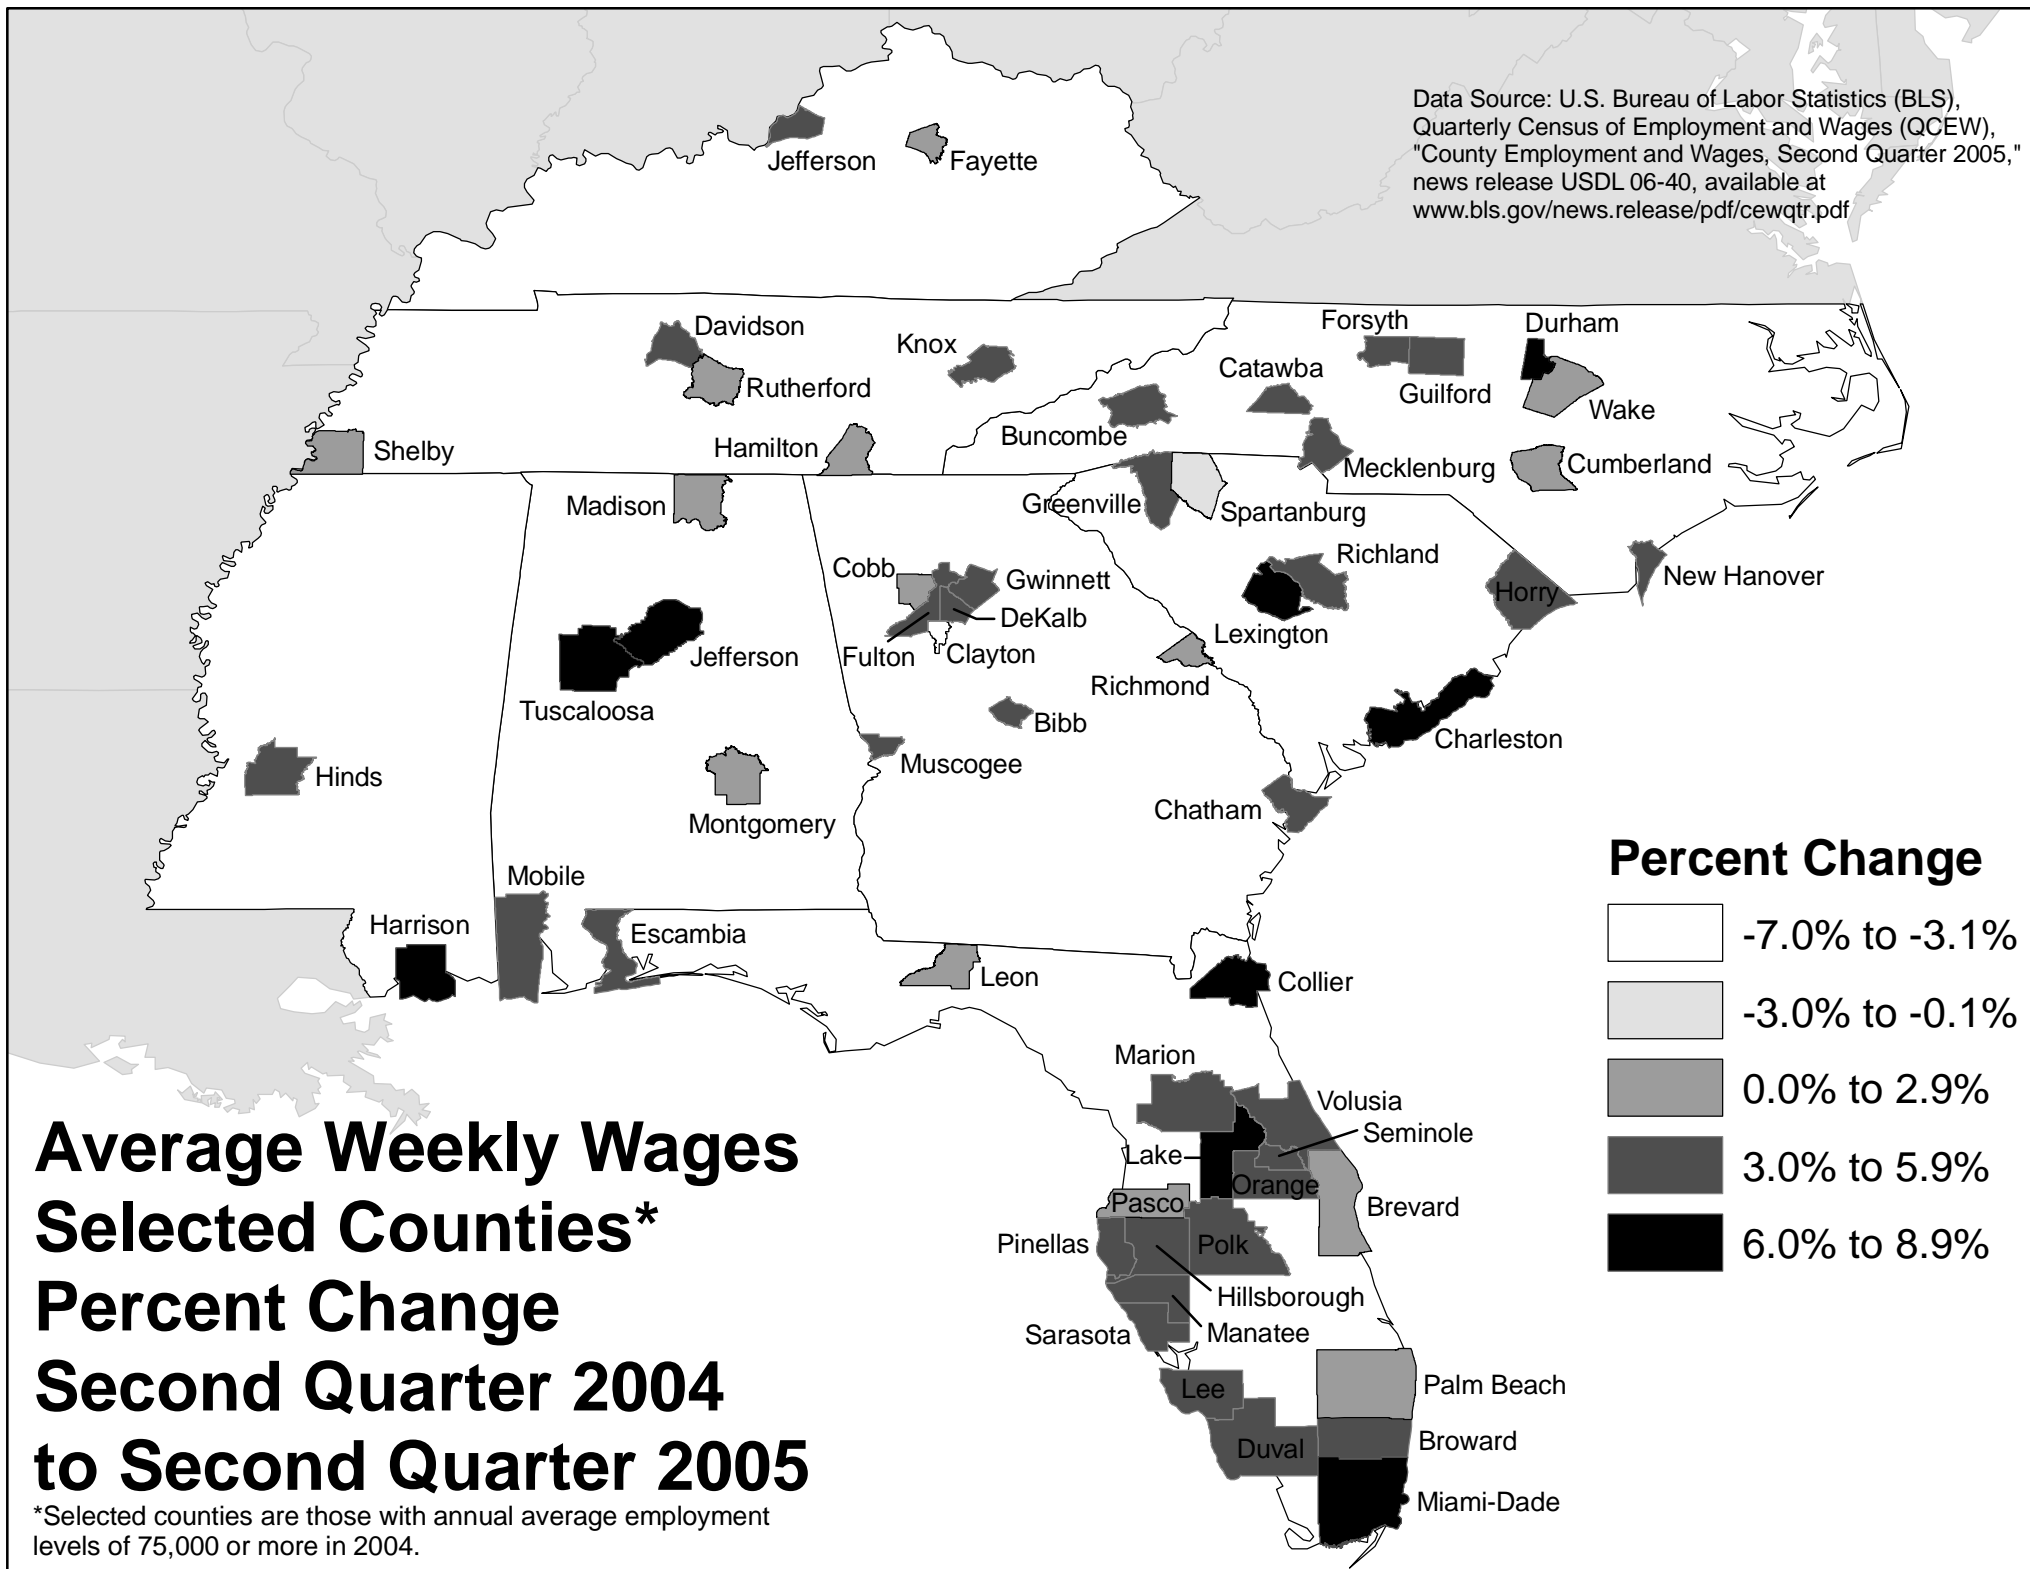 Data Source: U.S. Bureau of Labor Statistics (BLS),
Quarterly Census of Employment and Wages (QCEW),
"County Employment and Wages, Second Quarter 2005,"
news release USDL 06-40, available at
www.bls.gov/news.release/pdf/cewqtr.pdf
Jefferson
Fayette
Davidson
Rutherford
Knox
Shelby
Hamilton
Forsyth
Durham
Catawba
Guilford
Wake
Buncombe
Mecklenburg
Cumberland
Madison
Greenville
Spartanburg
Richland
Horry
New Hanover
Cobb
Gwinnett
DeKalb
Fulton
Clayton
Lexington
Jefferson
Tuscaloosa
Richmond
Bibb
Charleston
Muscogee
Hinds
Montgomery
Chatham
Mobile
Harrison
Escambia
Leon
Collier
Marion
Volusia
Seminole
Lake
Orange
Pasco
Brevard
Pinellas
Polk
Hillsborough
Sarasota
Manatee
Lee
Palm Beach
Duval
Broward
Miami-Dade
Percent Change
-7.0% to -3.1%
-3.0% to -0.1%
0.0% to 2.9%
3.0% to 5.9%
6.0% to 8.9%
Average Weekly Wages
Selected Counties*
Percent Change
Second Quarter 2004
to Second Quarter 2005
*Selected counties are those with annual average employment
levels of 75,000 or more in 2004.